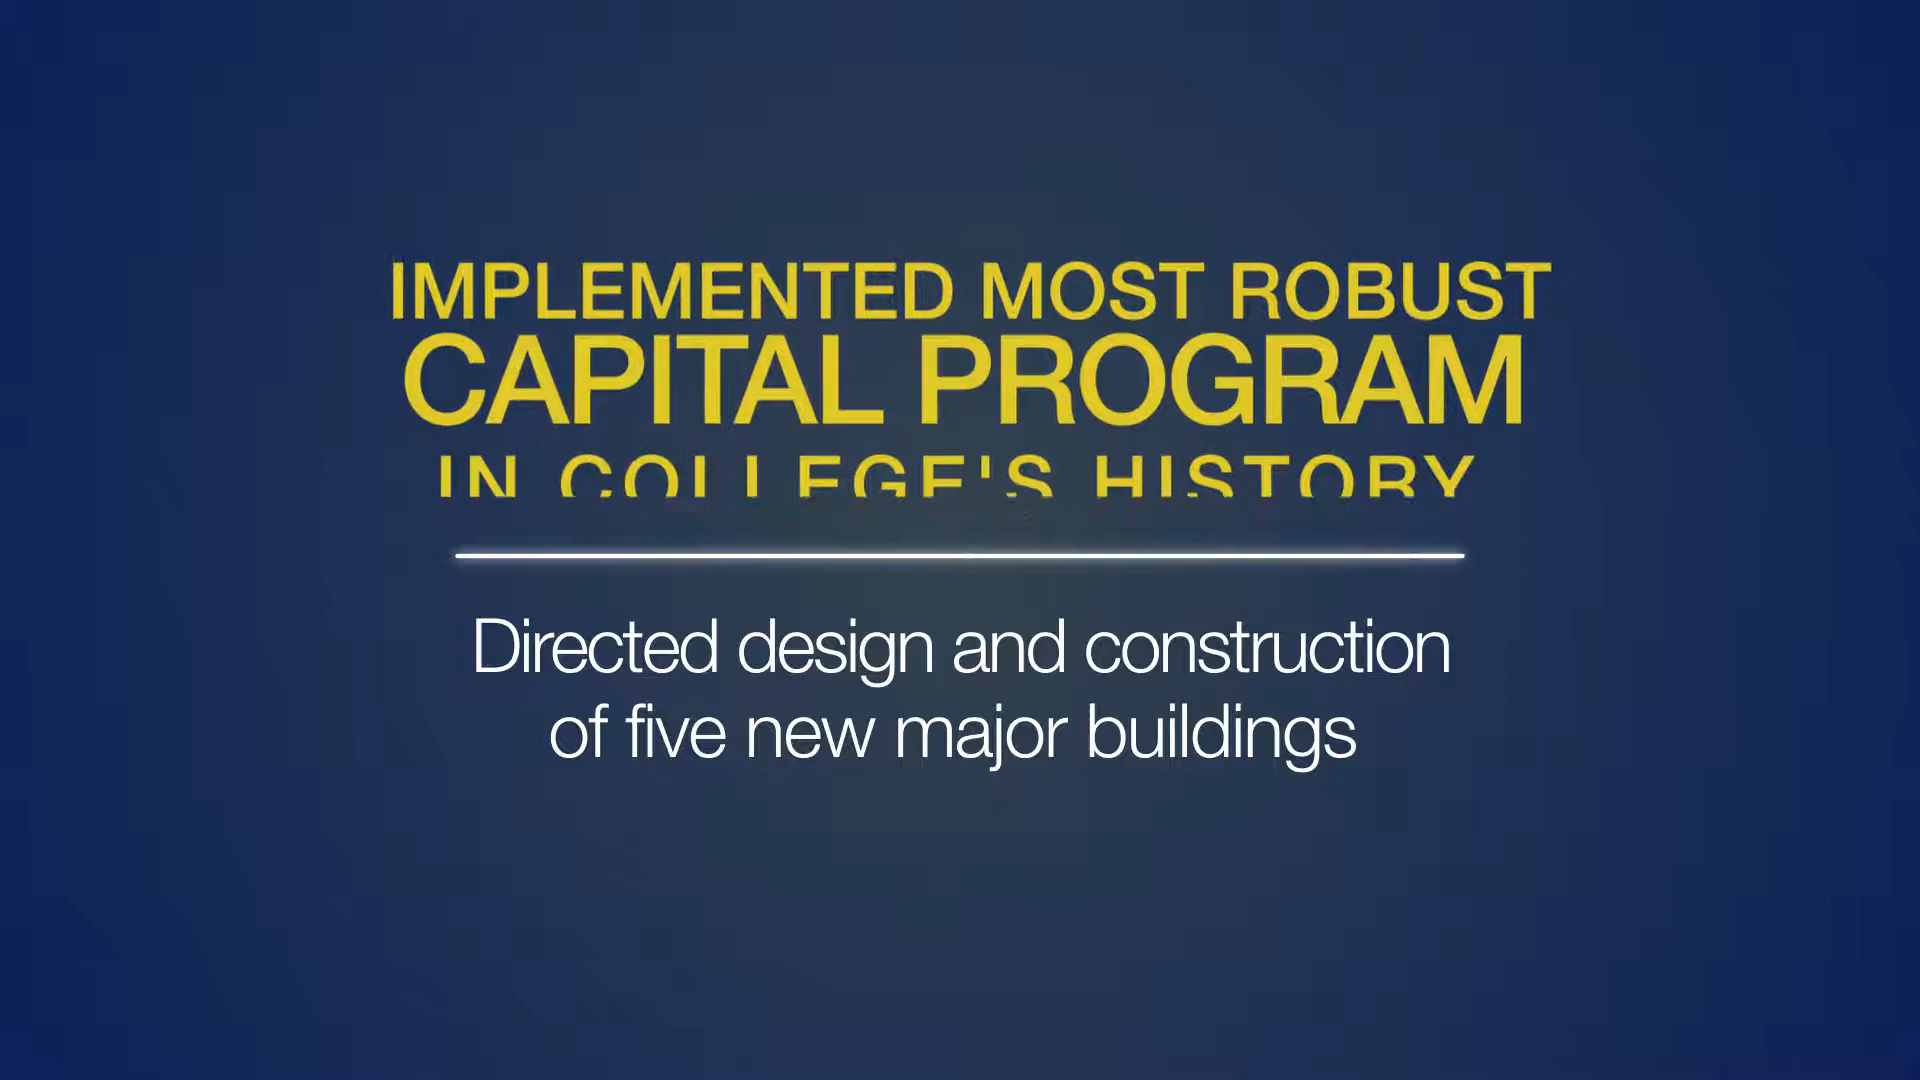 IMPLEMENTED MOST ROBUST
CAPITAL PROGRAM
IN COLLEGE'S HISTORY
Directed design and construction
of five new major buildings